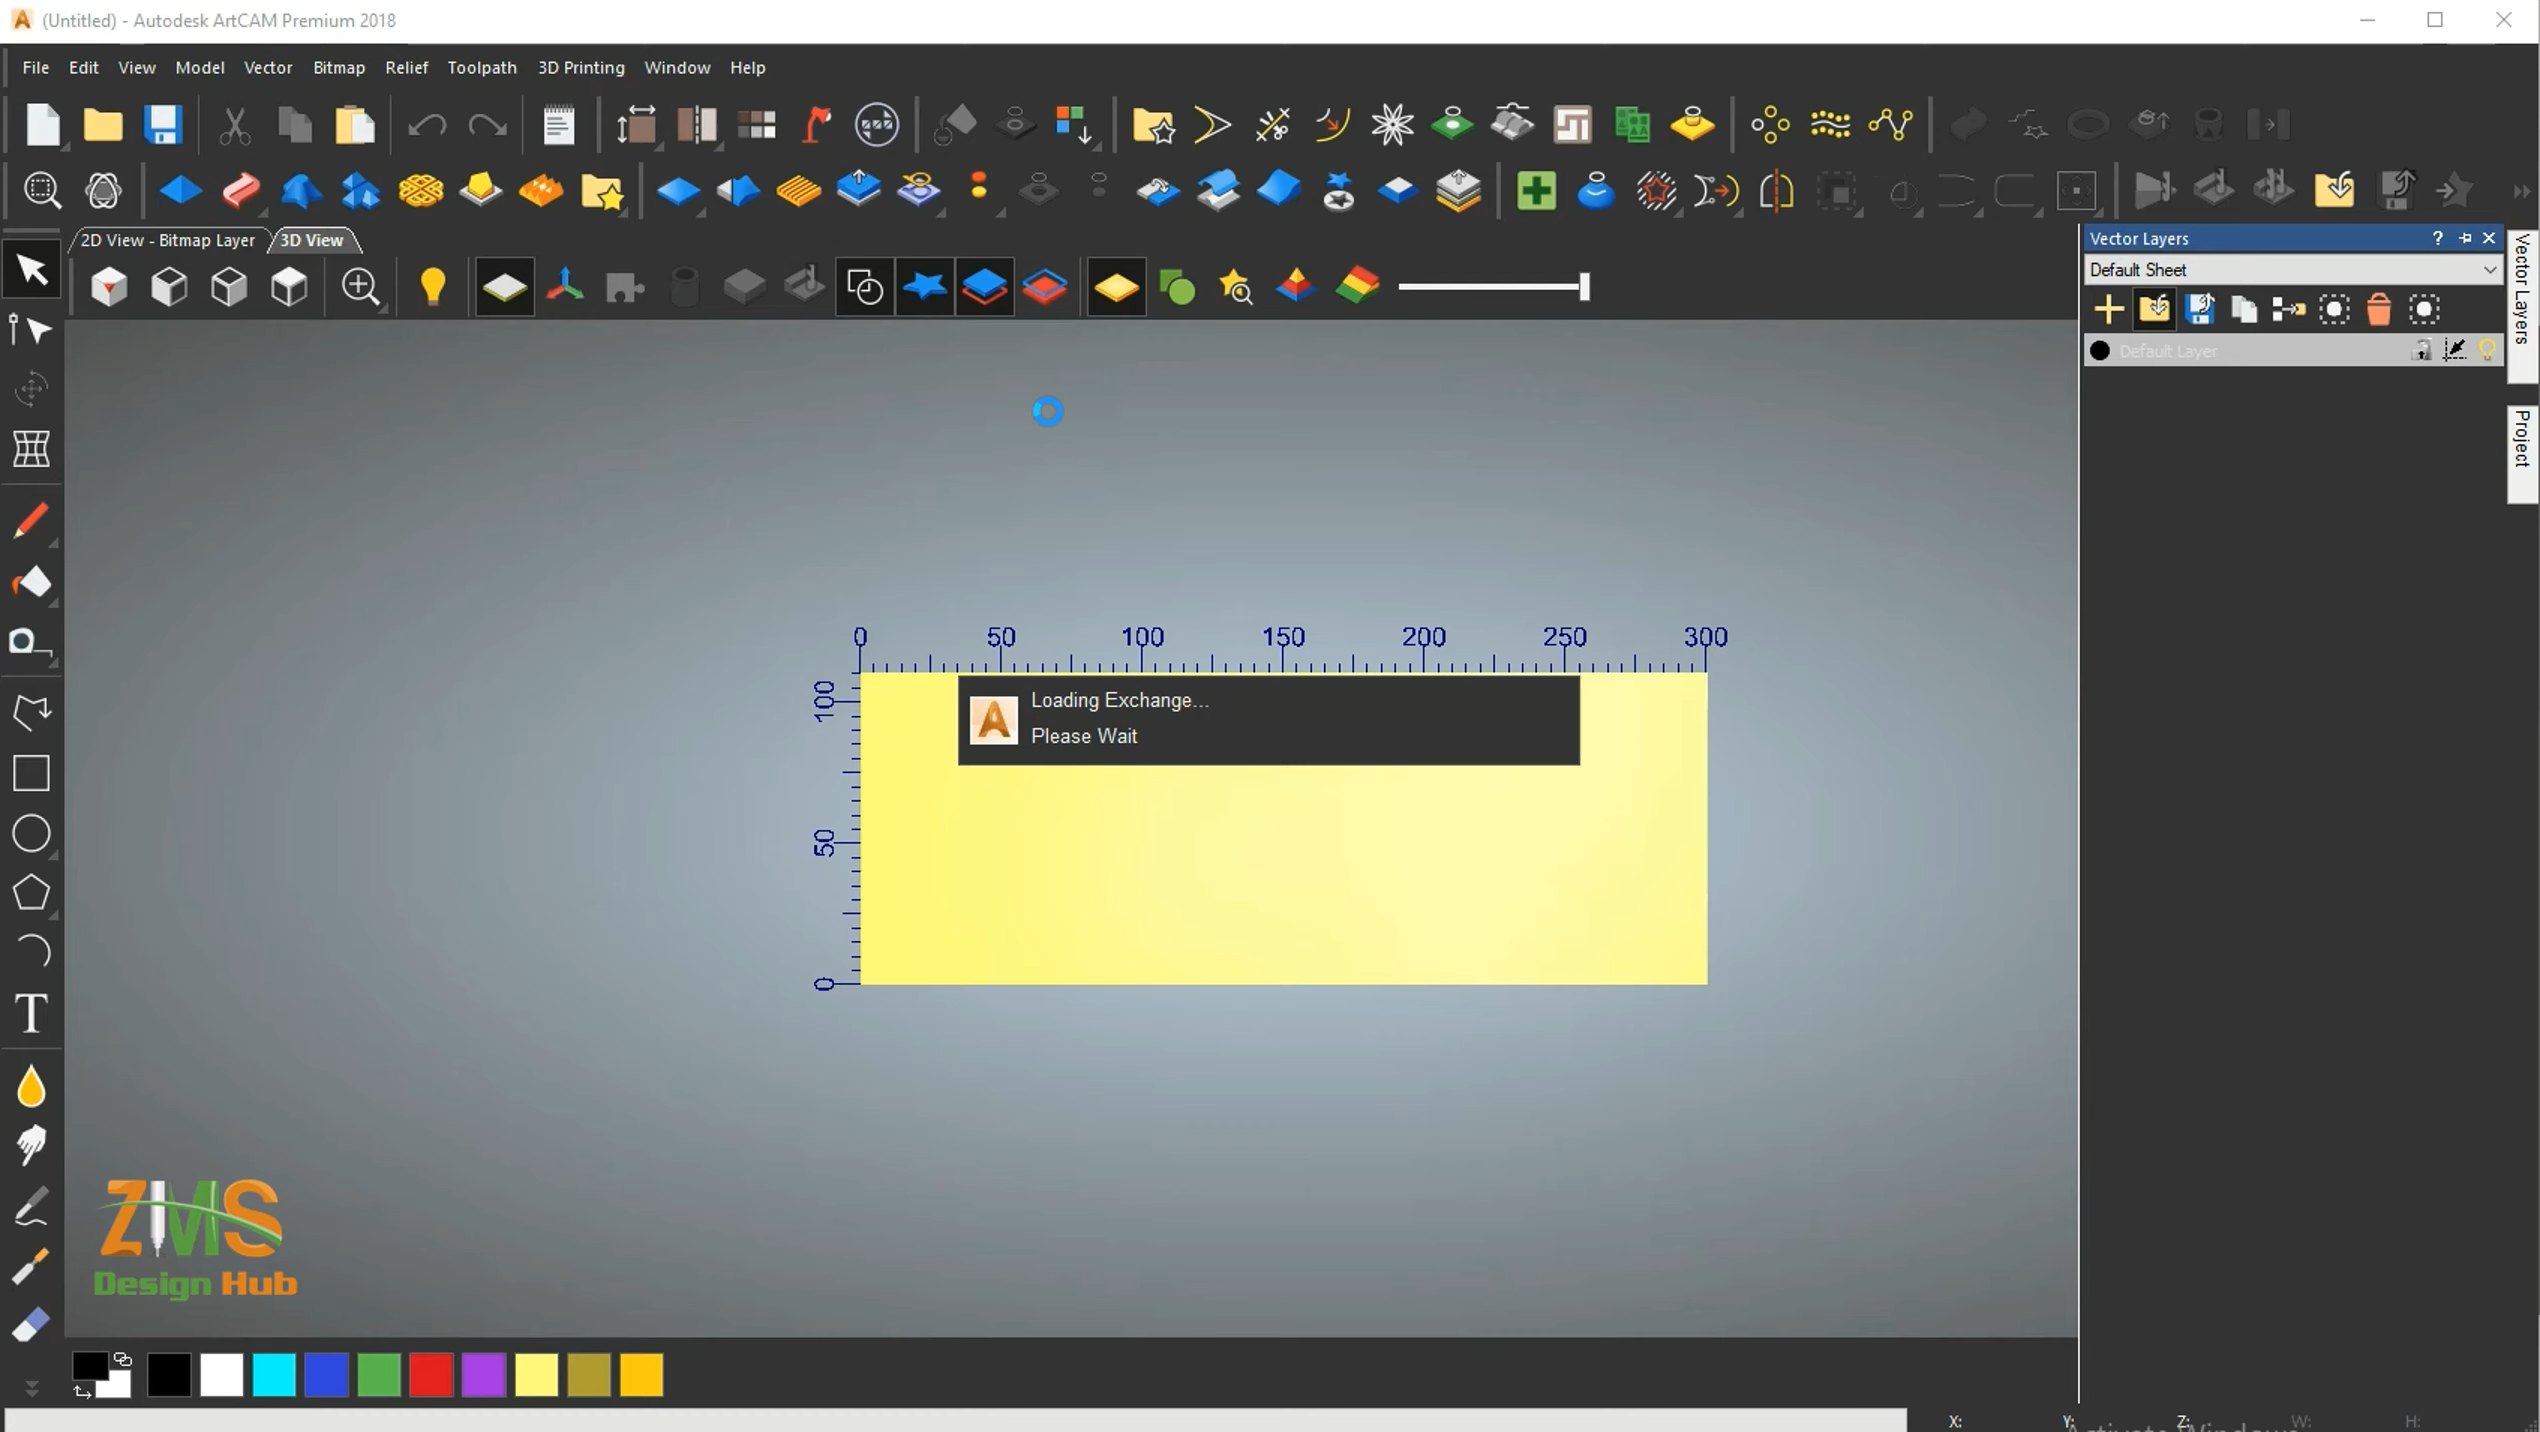 (Untitled) - Autodesk ArtCAM Premium 2018
File Edit View Model Vector Bitmap Relief Toolpath 3D Printing Window Help
2D View - Bitmap Layer 3D View
Vector Layers
Default Sheet
Default Layer
Vector Layers
Project
0 50 100 150 200 250 300
100
50
0
Loading Exchange...
Please Wait
T
ZIMS
Design Hub
X: Y: Z: W: H: